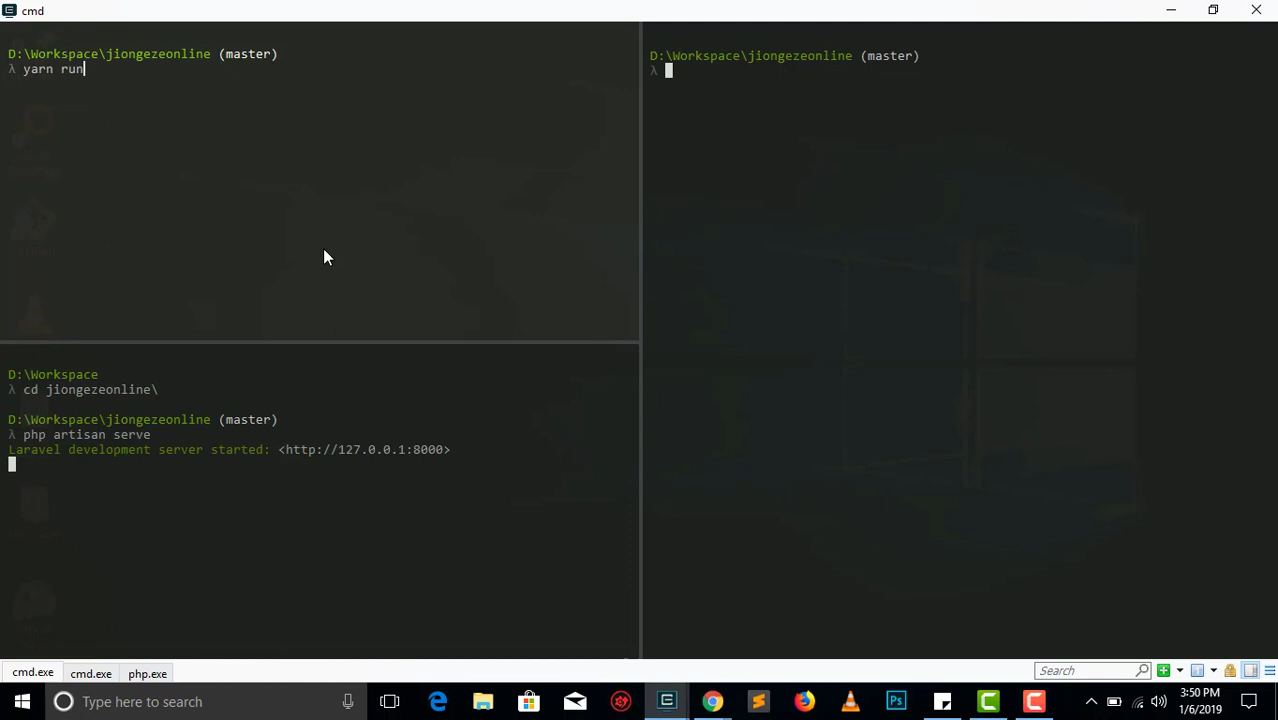 cmd
D:\Workspace\jiongezeonline (master)
λ yarn run
D:\Workspace\jiongezeonline (master)
λ
D:\Workspace
λ cd jiongezeonline\
D:\Workspace\jiongezeonline (master)
λ php artisan serve
Laravel development server started: <http://127.0.0.1:8000>
cmd.exe
cmd.exe
php.exe
Search
Type here to search
3:50 PM
1/6/2019